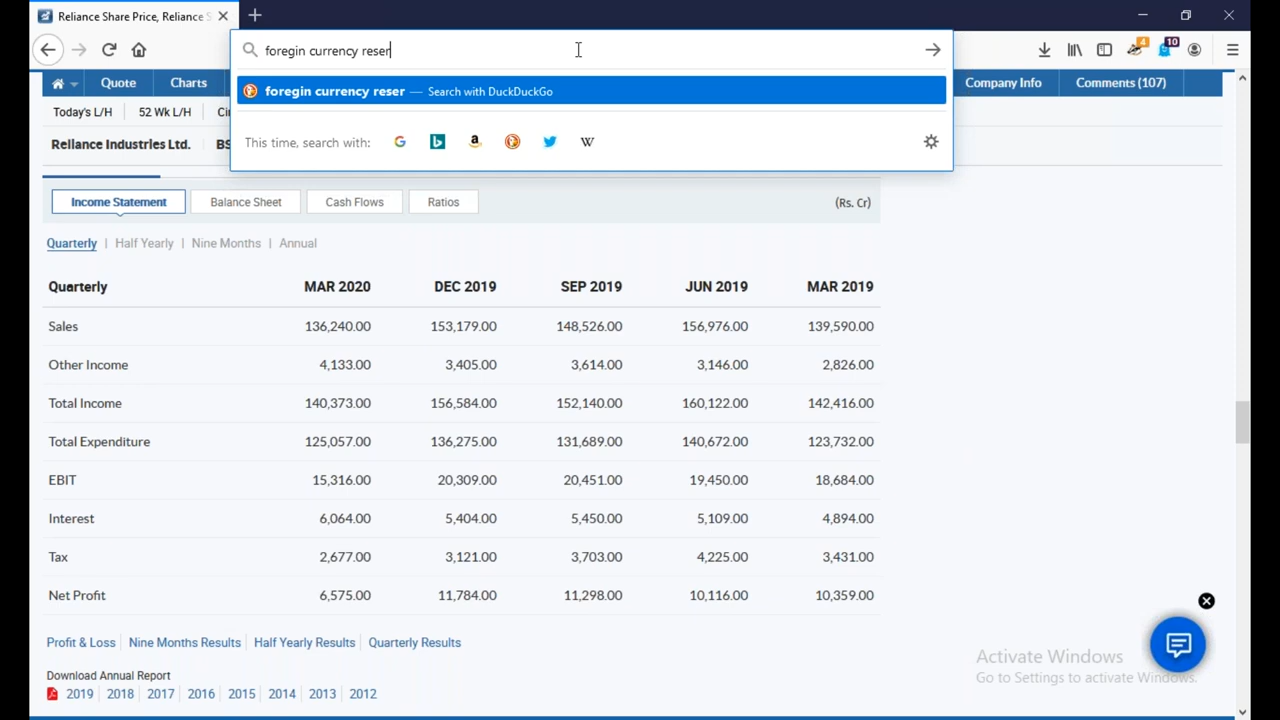 Reliance Share Price, Reliance S
foregin currency reser
foregin currency reser — Search with DuckDuckGo
This time, search with:
4
10
Quote
Charts
Company Info
Comments (107)
Today's L/H
52 Wk L/H
Reliance Industries Ltd.
Income Statement
Balance Sheet
Cash Flows
Ratios
(Rs. Cr)
Quarterly | Half Yearly | Nine Months | Annual
Quarterly MAR 2020 DEC 2019 SEP 2019 JUN 2019 MAR 2019
Sales 136,240.00 153,179.00 148,526.00 156,976.00 139,590.00
Other Income 4,133.00 3,405.00 3,614.00 3,146.00 2,826.00
Total Income 140,373.00 156,584.00 152,140.00 160,122.00 142,416.00
Total Expenditure 125,057.00 136,275.00 131,689.00 140,672.00 123,732.00
EBIT 15,316.00 20,309.00 20,451.00 19,450.00 18,684.00
Interest 6,064.00 5,404.00 5,450.00 5,109.00 4,894.00
Tax 2,677.00 3,121.00 3,703.00 4,225.00 3,431.00
Net Profit 6,575.00 11,784.00 11,298.00 10,116.00 10,359.00
Profit & Loss | Nine Months Results | Half Yearly Results | Quarterly Results
Download Annual Report
2019 | 2018 | 2017 | 2016 | 2015 | 2014 | 2013 | 2012
Activate Windows
Go to Settings to activate Windows.